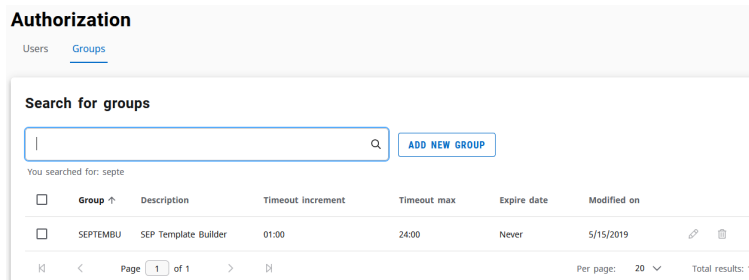 Authorization
Users Groups
Search for groups
ADD NEW GROUP
You searched for: septe
Group ↑ Description Timeout increment Timeout max Expire date Modified on
SEPTEMBU SEP Template Builder 01:00 24:00 Never 5/15/2019
Page 1 of 1 Per page: 20 Total results: